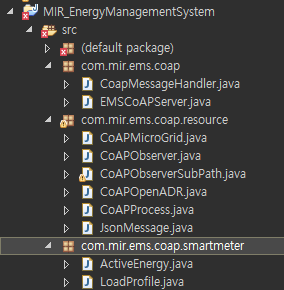 MIR_EnergyManagementSystem
src
(default package)
com.mir.ems.coap
CoapMessageHandler.java
EMSCoAPServer.java
com.mir.ems.coap.resource
CoAPMicroGrid.java
CoAPObserver.java
CoAPObserverSubPath.java
CoAPOpenADR.java
CoAPProcess.java
JsonMessage.java
com.mir.ems.coap.smartmeter
ActiveEnergy.java
LoadProfile.java